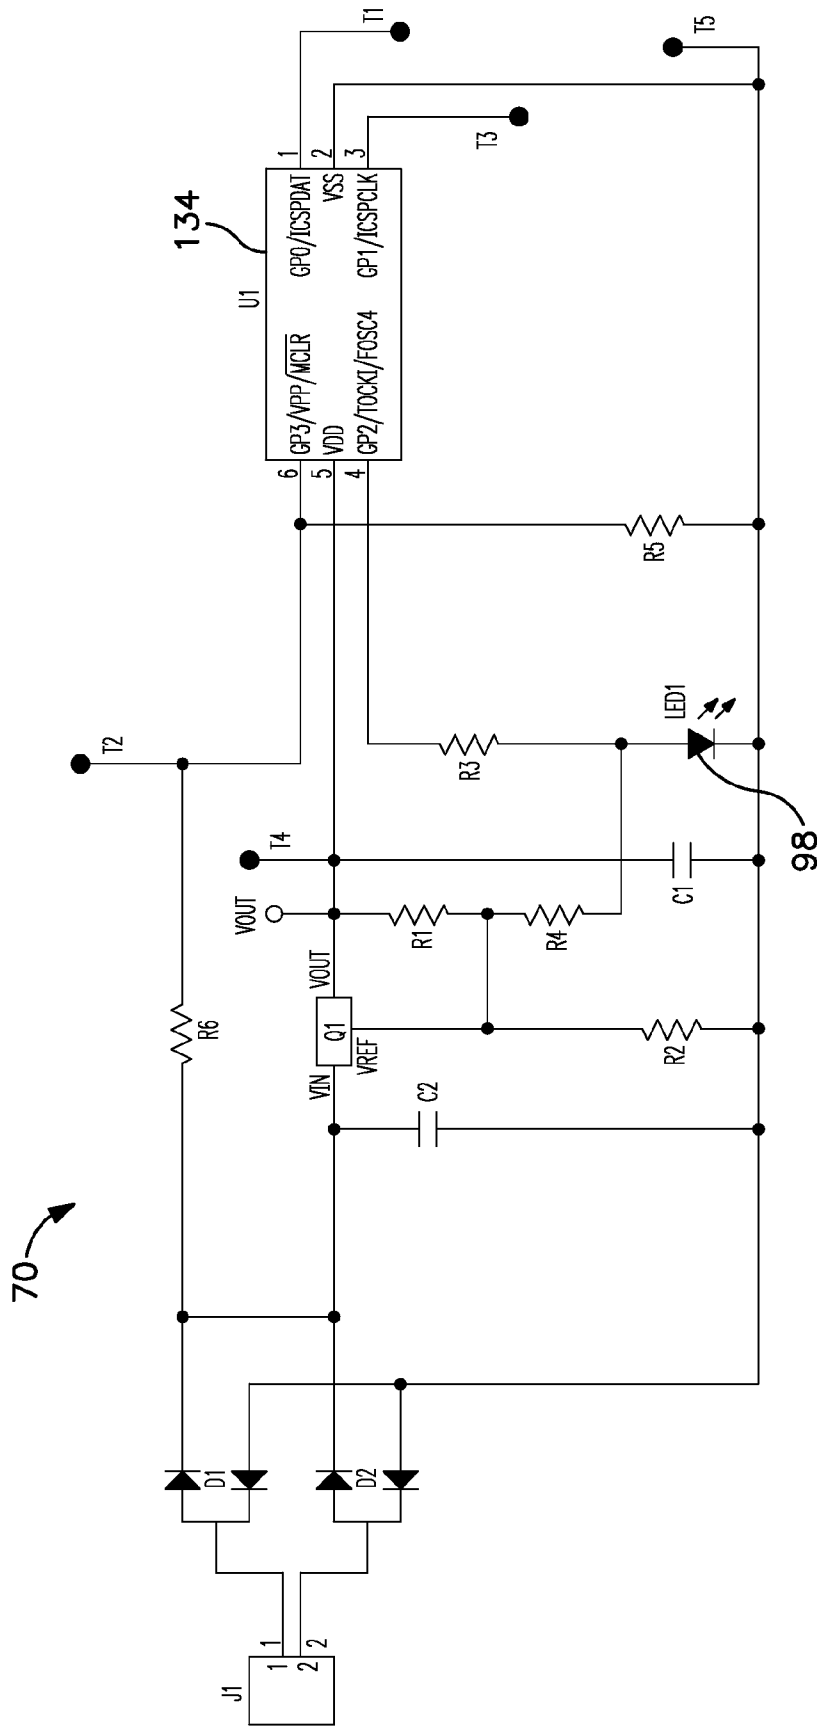 70
J1
1
2
1
2
D1
D2
R6
T2
T4
VOUT
VIN
Q1
VOUT
VREF
C2
R1
R4
R2
R3
C1
LED1
98
R5
134
U1
6
GP3/VPP/MCLR
GP0/ICSPDAT
1
5
VDD
VSS
2
4
GP2/TOCKI/FOSC4
GP1/ICSPCLK
3
T1
T3
T5